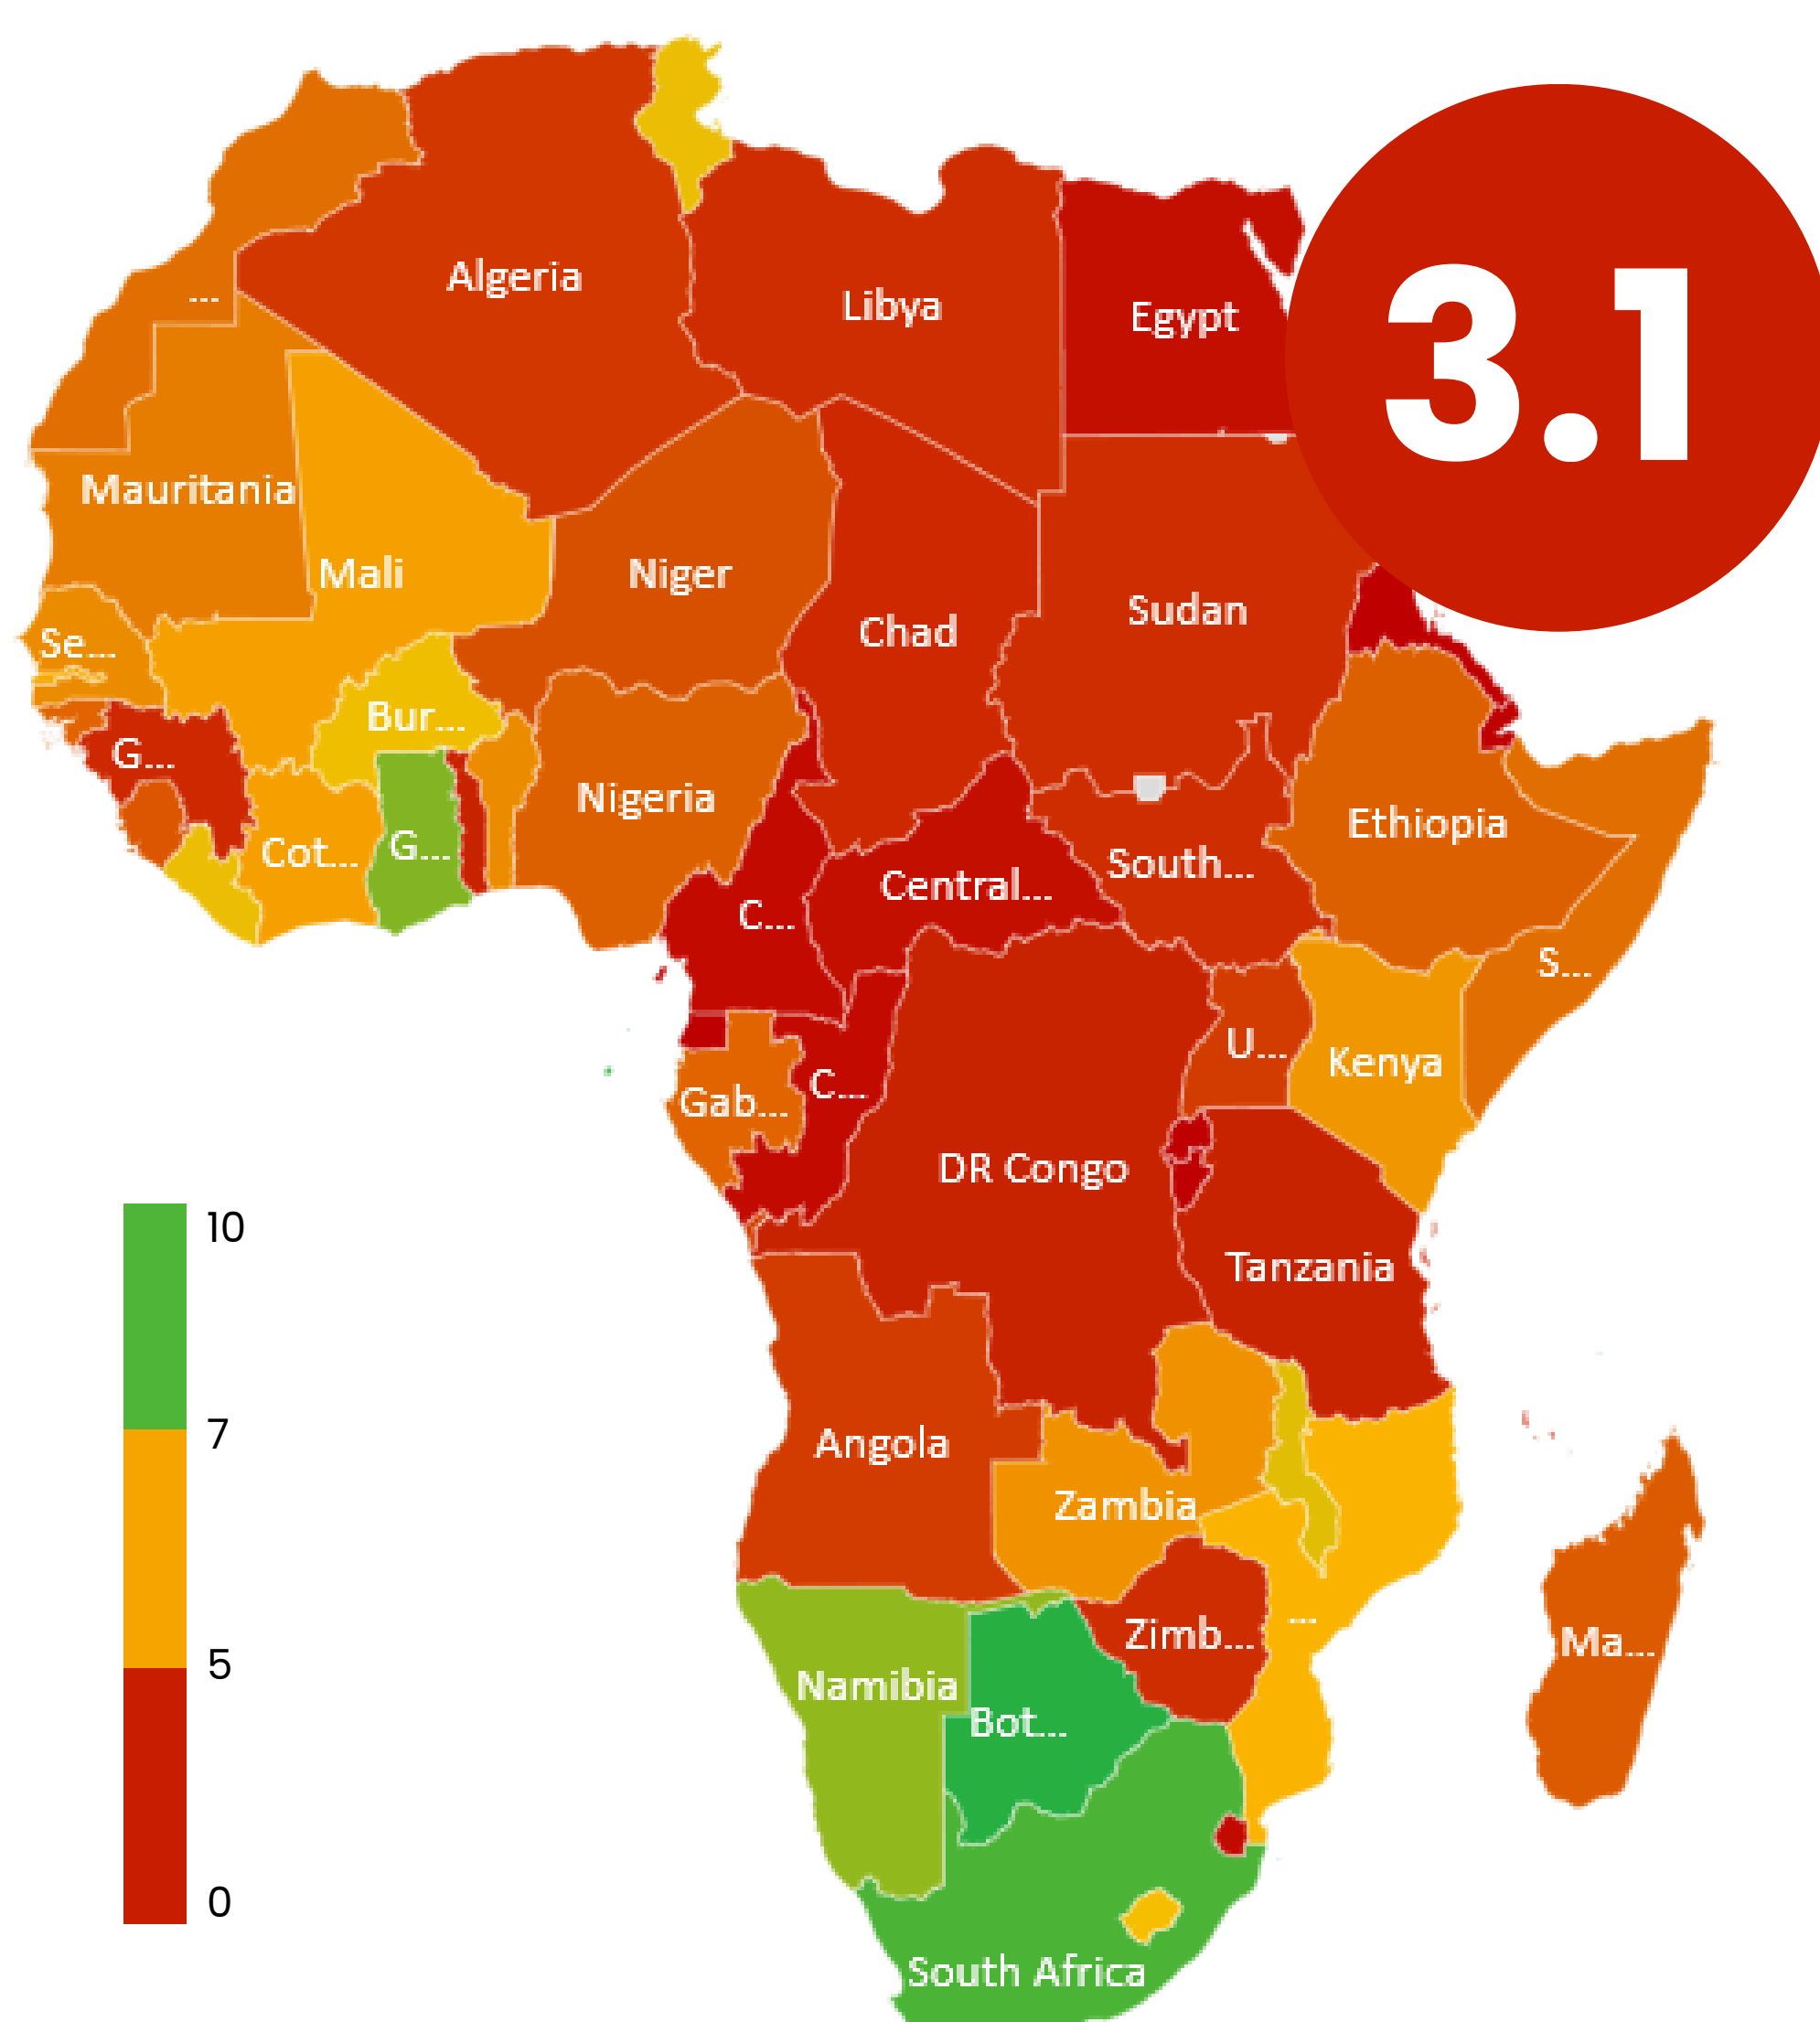 3.1
Algeria
Libya
Egypt
...
Mauritania
Mali
Niger
Chad
Sudan
Se...
Bur...
G...
Nigeria
Cot...
G...
Ethiopia
South...
Central...
C...
S...
U...
Kenya
Gab...
C...
DR Congo
Tanzania
10
7
5
0
Angola
Zambia
Zimb...
...
Ma...
Namibia
Bot...
South Africa